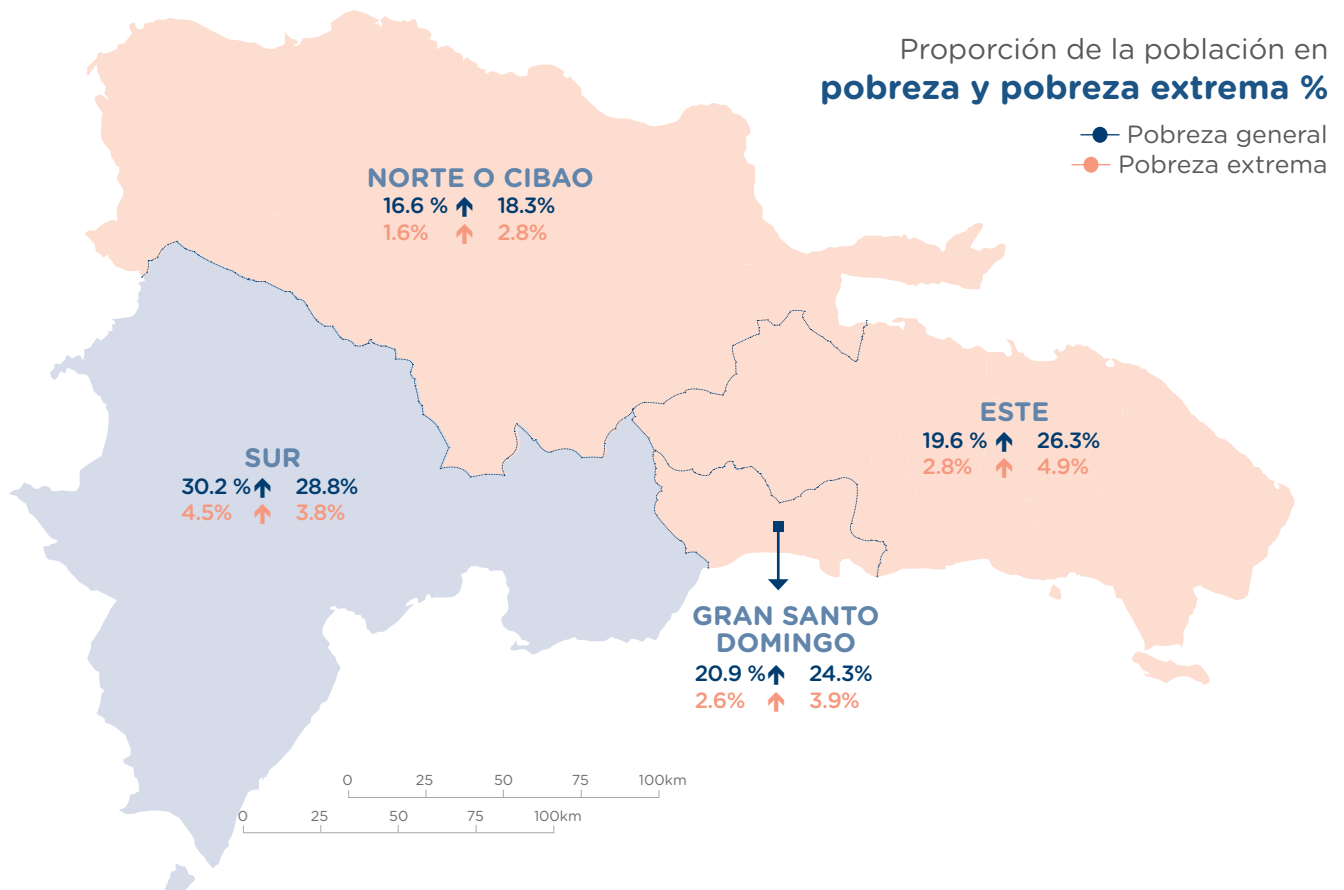 Proporción de la población en
pobreza y pobreza extrema %
Pobreza general
Pobreza extrema
NORTE O CIBAO
16.6 % 18.3%
1.6% 2.8%
ESTE
19.6 % 26.3%
2.8% 4.9%
SUR
30.2 % 28.8%
4.5% 3.8%
GRAN SANTO
DOMINGO
20.9 % 24.3%
2.6% 3.9%
0 25 50 75 100km
0 25 50 75 100km